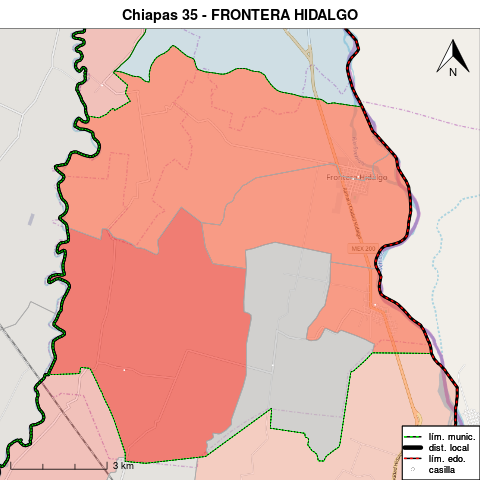 Chiapas 35 - FRONTERA HIDALGO
N
Frontera Hidalgo
MEX 200
lím. munic.
dist. local
lím. edo.
casilla
3 km